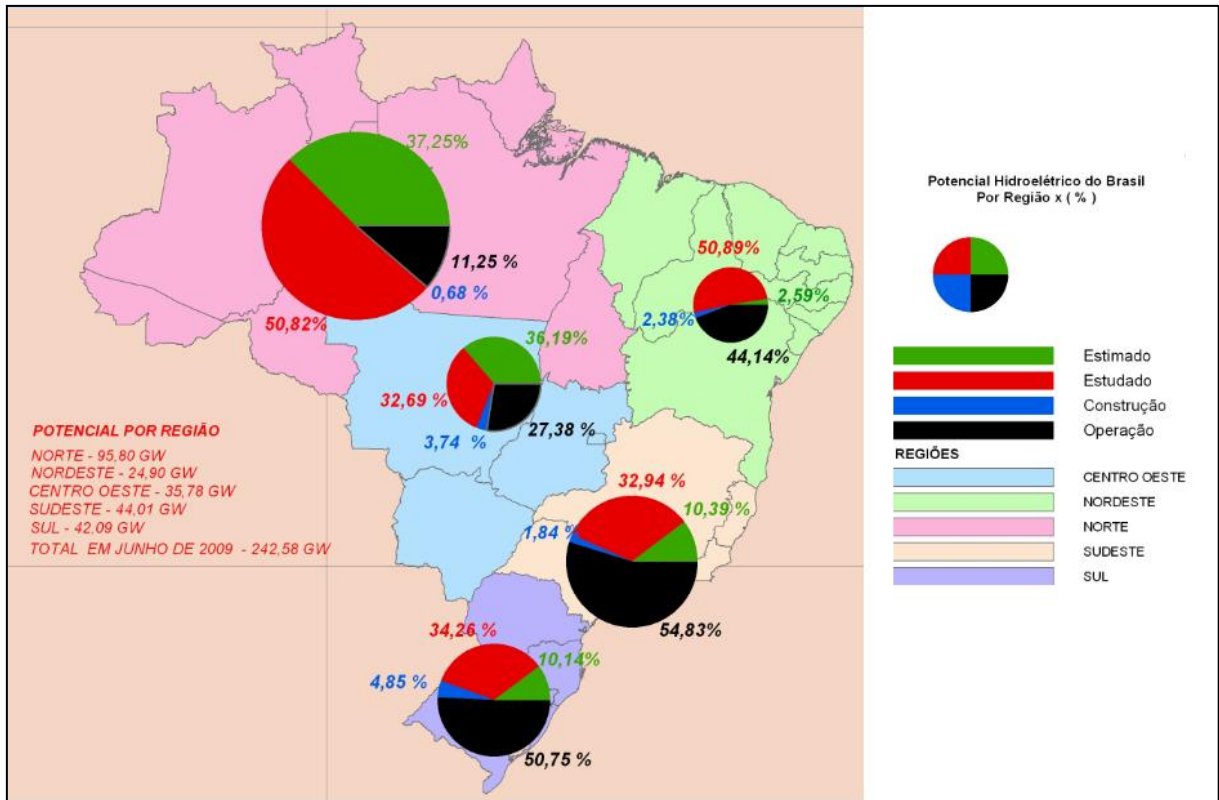 37,25%
11,25 %
0,68 %
50,82%
50,89%
2,59%
2,38%
44,14%
36,19%
32,69 %
3,74 %
27,38 %
32,94 %
10,39 %
1,84 %
54,83%
34,26 %
10,14%
4,85 %
50,75 %
POTENCIAL POR REGIÃO
NORTE - 95,80 GW
NORDESTE - 24,90 GW
CENTRO OESTE - 35,78 GW
SUDESTE - 44,01 GW
SUL - 42,09 GW
TOTAL EM JUNHO DE 2009 - 242,58 GW
Potencial Hidroelétrico do Brasil
Por Região x ( % )
Estimado
Estudado
Construção
Operação
REGIÕES
CENTRO OESTE
NORDESTE
NORTE
SUDESTE
SUL